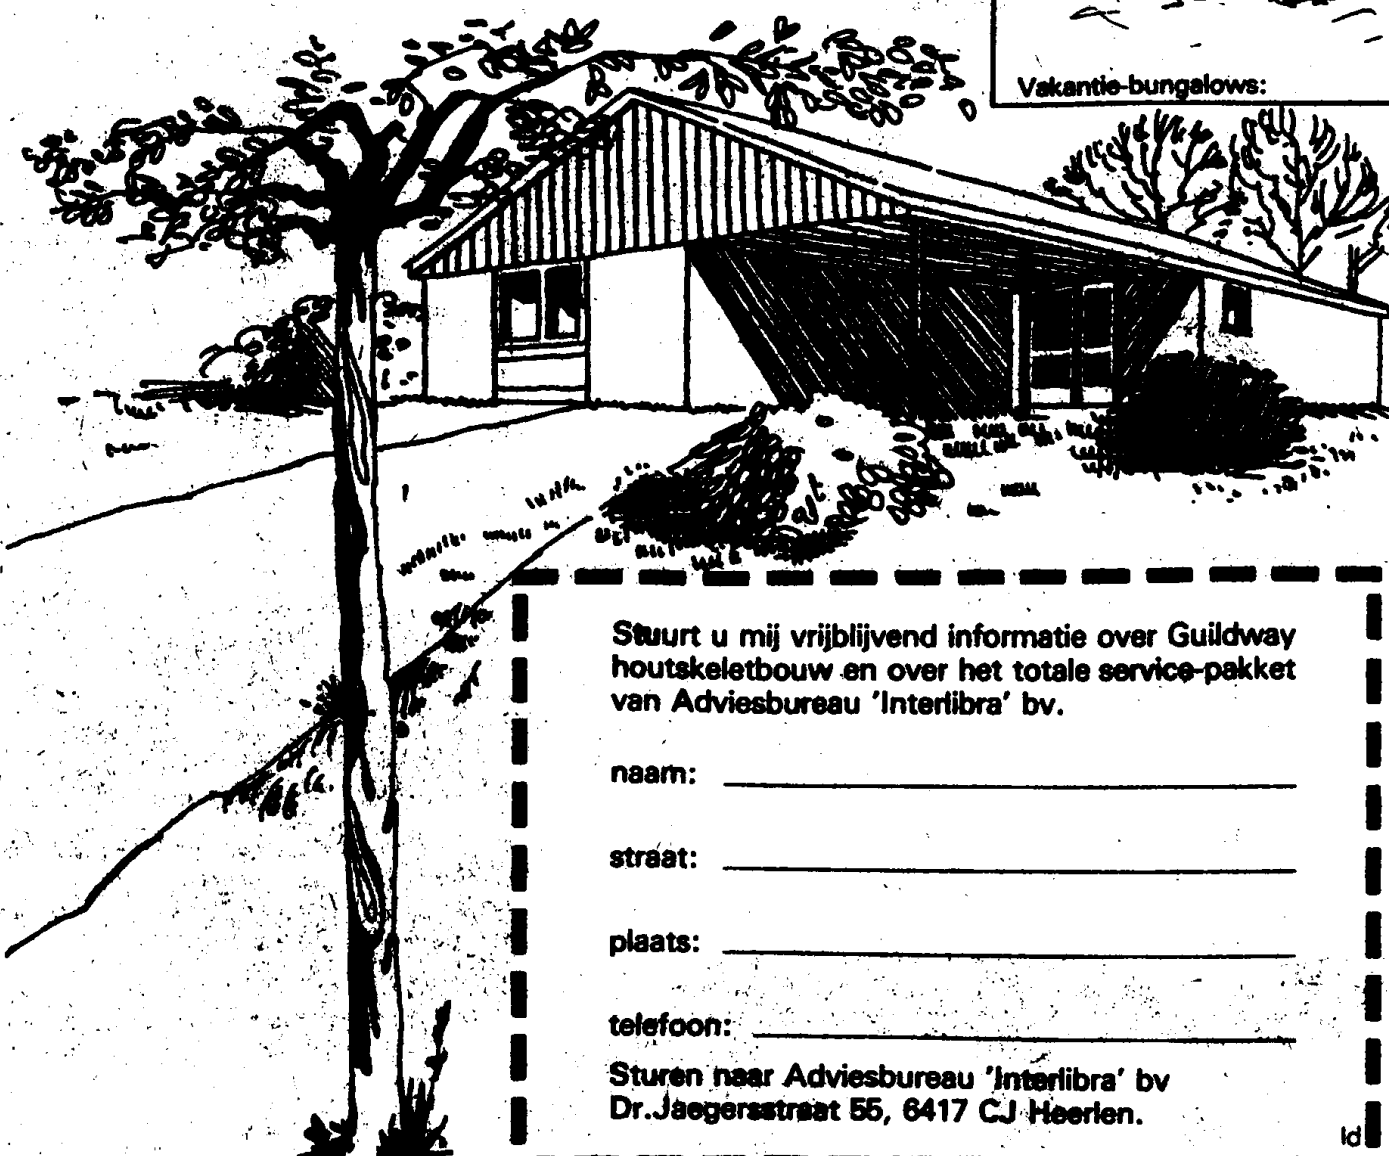 Vakantie-bungalows:
Stuurt u mij vrijblijvend informatie over Guildway
houtskeletbouw en over het totale service-pakket
van Adviesbureau 'Interlibra' bv.
naam:
straat:
plaats:
telefoon:
Sturen naar Adviesbureau 'Interlibra' bv
Dr.Jaegersstraat 55, 6417 CJ Heerlen.
ld